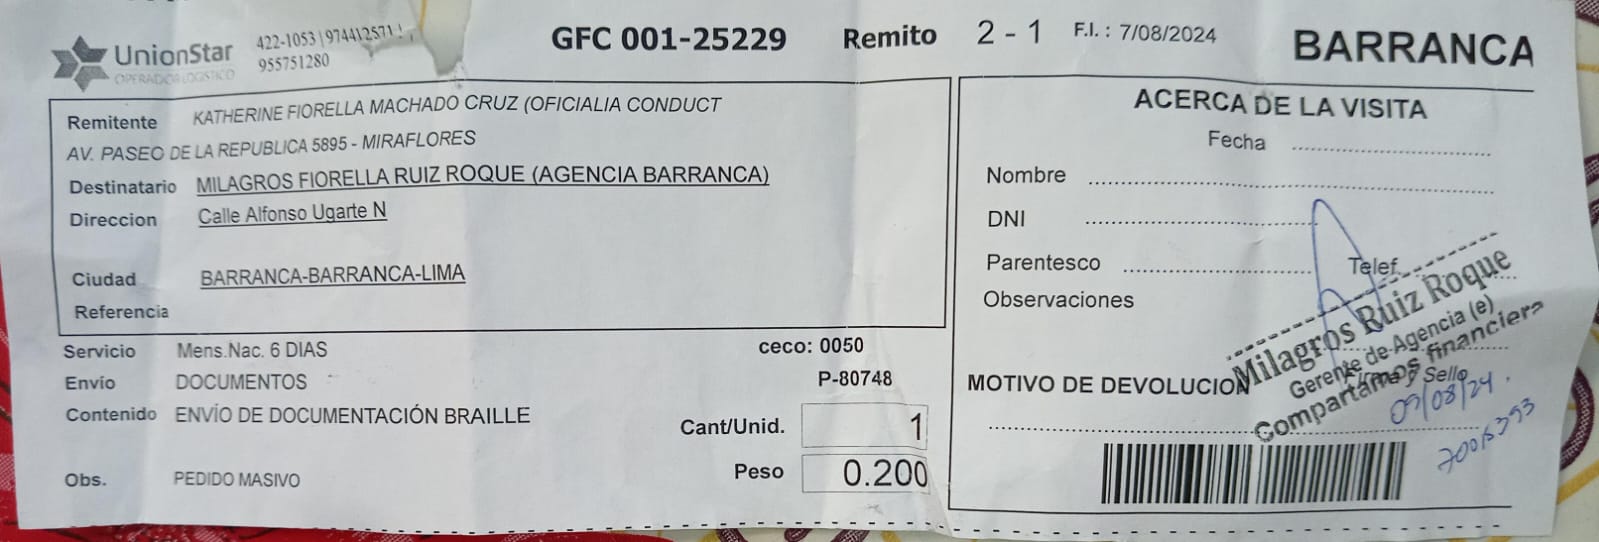 UnionStar
OPERADOR LOGISTICO
422-1053 | 974412571
955751280
GFC 001-25229
Remito 2 - 1
F.I. : 7/08/2024
BARRANCA
Remitente KATHERINE FIORELLA MACHADO CRUZ (OFICIALIA CONDUCT
AV. PASEO DE LA REPUBLICA 5895 - MIRAFLORES
Destinatario MILAGROS FIORELLA RUIZ ROQUE (AGENCIA BARRANCA)
Direccion Calle Alfonso Ugarte N
Ciudad BARRANCA-BARRANCA-LIMA
Referencia
Servicio Mens.Nac. 6 DIAS
ceco: 0050
Envío DOCUMENTOS
P-80748
Contenido ENVÍO DE DOCUMENTACIÓN BRAILLE
Cant/Unid. 1
Peso 0.200
Obs. PEDIDO MASIVO
ACERCA DE LA VISITA
Fecha
Nombre
DNI
Parentesco
Telef.
Observaciones
Milagros Ruiz Roque
Gerente de Agencia (e)
Compartamos financiera
Firma y Sello
MOTIVO DE DEVOLUCION
09/08/24.